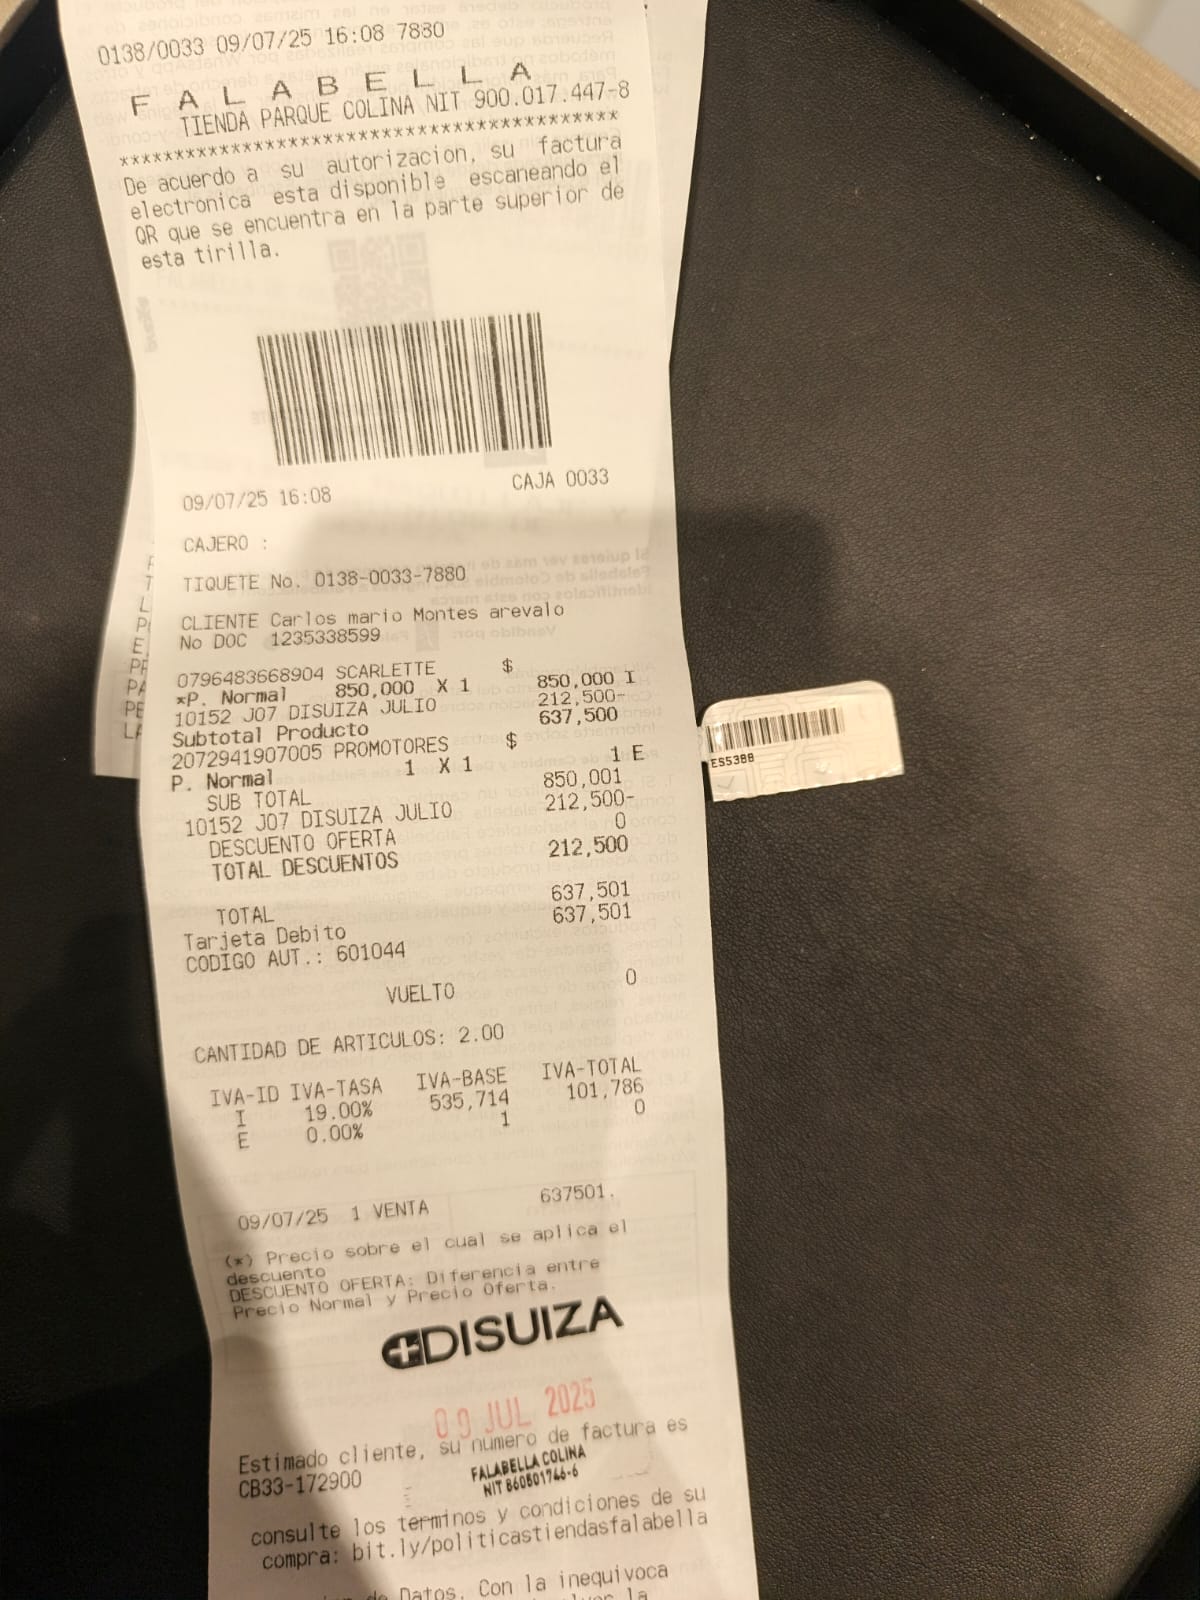 0138/0033 09/07/25 16:08 7880
F A L A B E L L A
TIENDA PARQUE COLINA NIT 900.017.447-8
******************************************
De acuerdo a su autorizacion, su factura
electronica esta disponible escaneando el
QR que se encuentra en la parte superior de
esta tirilla.
09/07/25 16:08 CAJA 0033
CAJERO :
TIQUETE No. 0138-0033-7880
CLIENTE Carlos mario Montes arevalo
No DOC 1235338599
0796483668904 SCARLETTE $
*P. Normal 850,000 X 1 850,000 I
10152 J07 DISUIZA JULIO 212,500-
Subtotal Producto 637,500
2072941907005 PROMOTORES $
P. Normal 1 X 1 1 E
SUB TOTAL 850,001
10152 J07 DISUIZA JULIO 212,500-
DESCUENTO OFERTA 0
TOTAL DESCUENTOS 212,500
TOTAL 637,501
Tarjeta Debito 637,501
CODIGO AUT.: 601044
VUELTO 0
CANTIDAD DE ARTICULOS: 2.00
IVA-ID IVA-TASA IVA-BASE IVA-TOTAL
I 19.00% 535,714 101,786
E 0.00% 1 0
09/07/25 1 VENTA 637501.
(*) Precio sobre el cual se aplica el
descuento
DESCUENTO OFERTA: Diferencia entre
Precio Normal y Precio Oferta.
DISUIZA
09 JUL 2025
Estimado cliente, su numero de factura es
CB33-172900
FALABELLA COLINA
NIT 860501746-6
consulte los terminos y condiciones de su
compra: bit.ly/politicastiendasfalabella
de Datos. Con la inequivoca
la
ES5388